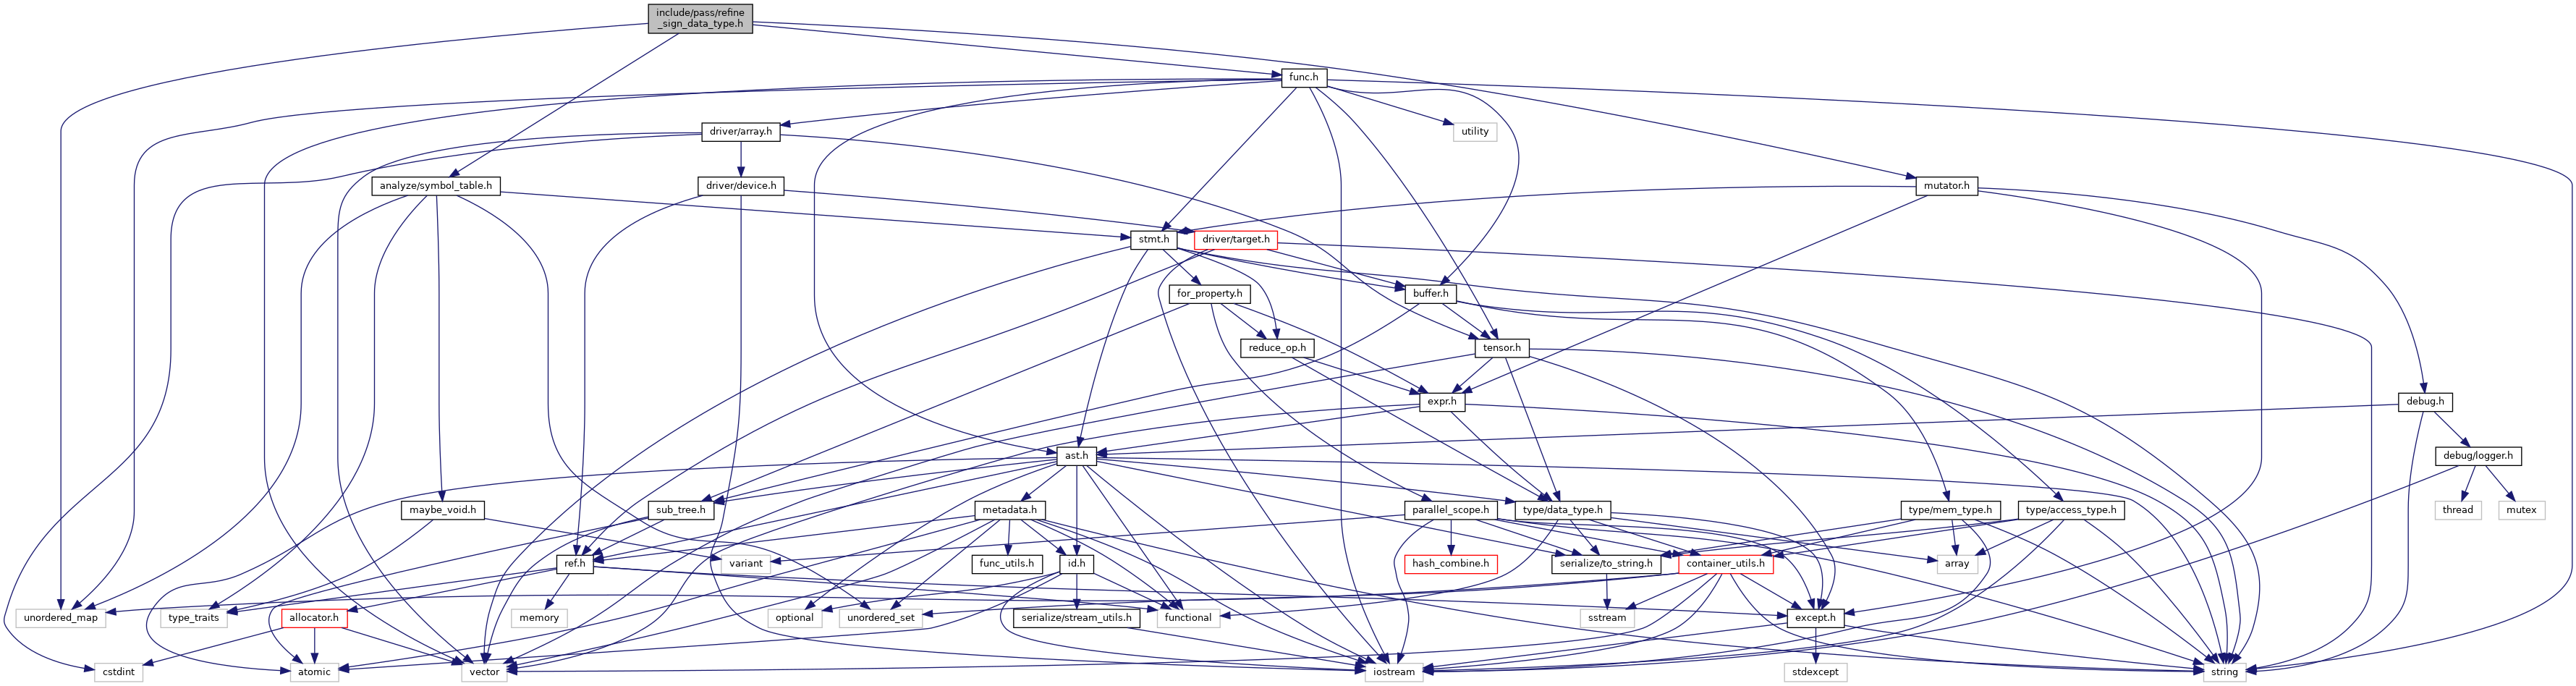 include/pass/refine
_sign_data_type.h
func.h
driver/array.h
utility
analyze/symbol_table.h
driver/device.h
mutator.h
stmt.h
driver/target.h
for_property.h
buffer.h
reduce_op.h
tensor.h
expr.h
debug.h
ast.h
debug/logger.h
maybe_void.h
sub_tree.h
metadata.h
parallel_scope.h
type/data_type.h
type/mem_type.h
type/access_type.h
thread
mutex
ref.h
variant
func_utils.h
id.h
hash_combine.h
serialize/to_string.h
container_utils.h
array
unordered_map
type_traits
allocator.h
memory
optional
unordered_set
serialize/stream_utils.h
functional
sstream
except.h
cstdint
atomic
vector
iostream
stdexcept
string